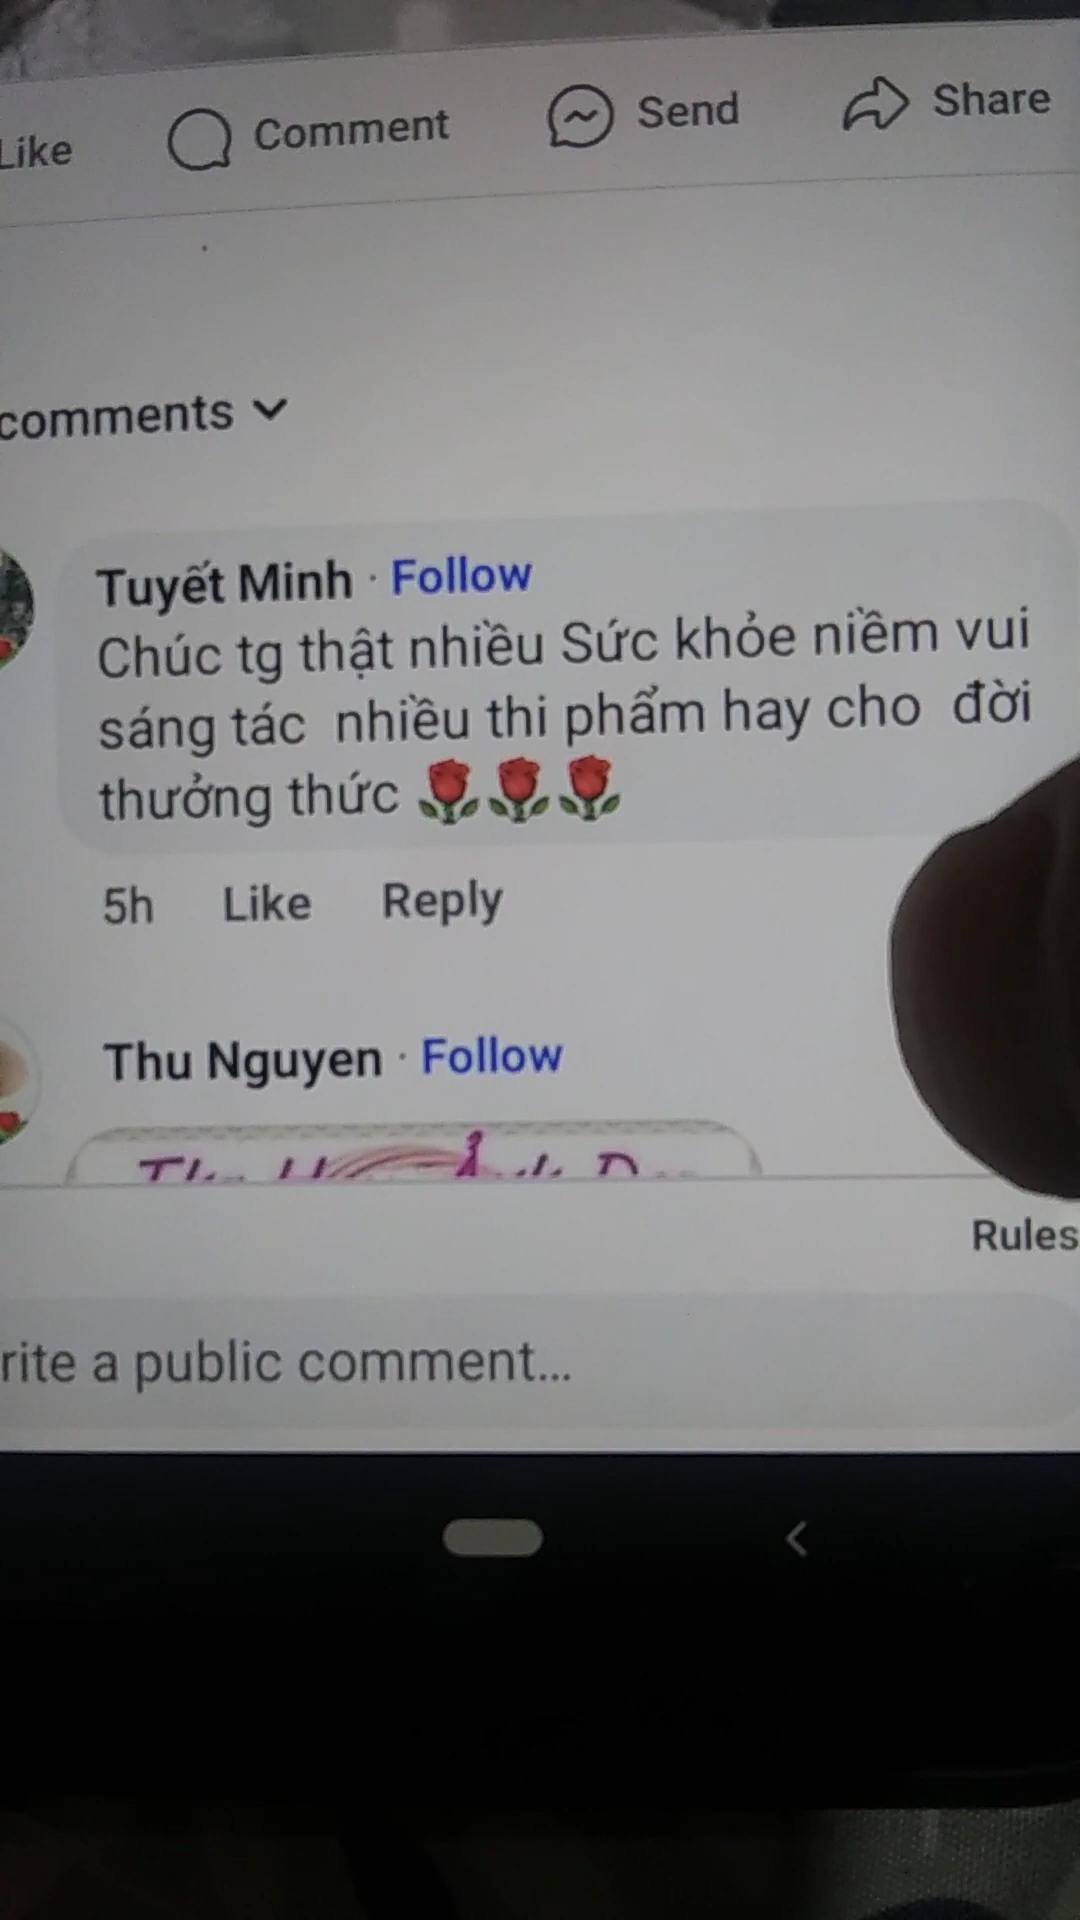 Like Comment Send Share
comments
Tuyết Minh · Follow
Chúc tg thật nhiều Sức khỏe niềm vui
sáng tác nhiều thi phẩm hay cho đời
thưởng thức 🌹🌹🌹
5h Like Reply
Thu Nguyen · Follow
Rules
rite a public comment...